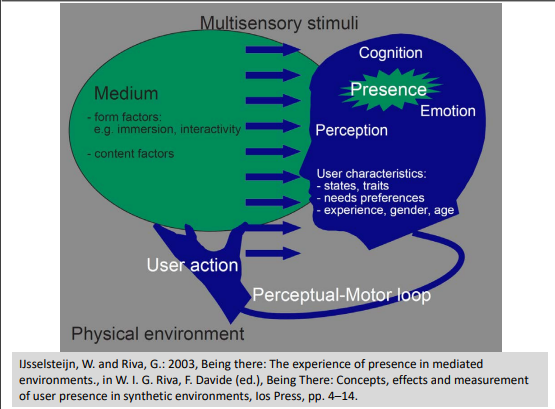 Multisensory stimuli
Cognition
Presence
Emotion
Perception
Medium
- form factors:
e.g. immersion, interactivity
- content factors
User characteristics:
- states, traits
- needs preferences
- experience, gender, age
User action
Perceptual-Motor loop
Physical environment
IJsselsteijn, W. and Riva, G.: 2003, Being there: The experience of presence in mediated
environments., in W. I. G. Riva, F. Davide (ed.), Being There: Concepts, effects and measurement
of user presence in synthetic environments, Ios Press, pp. 4–14.